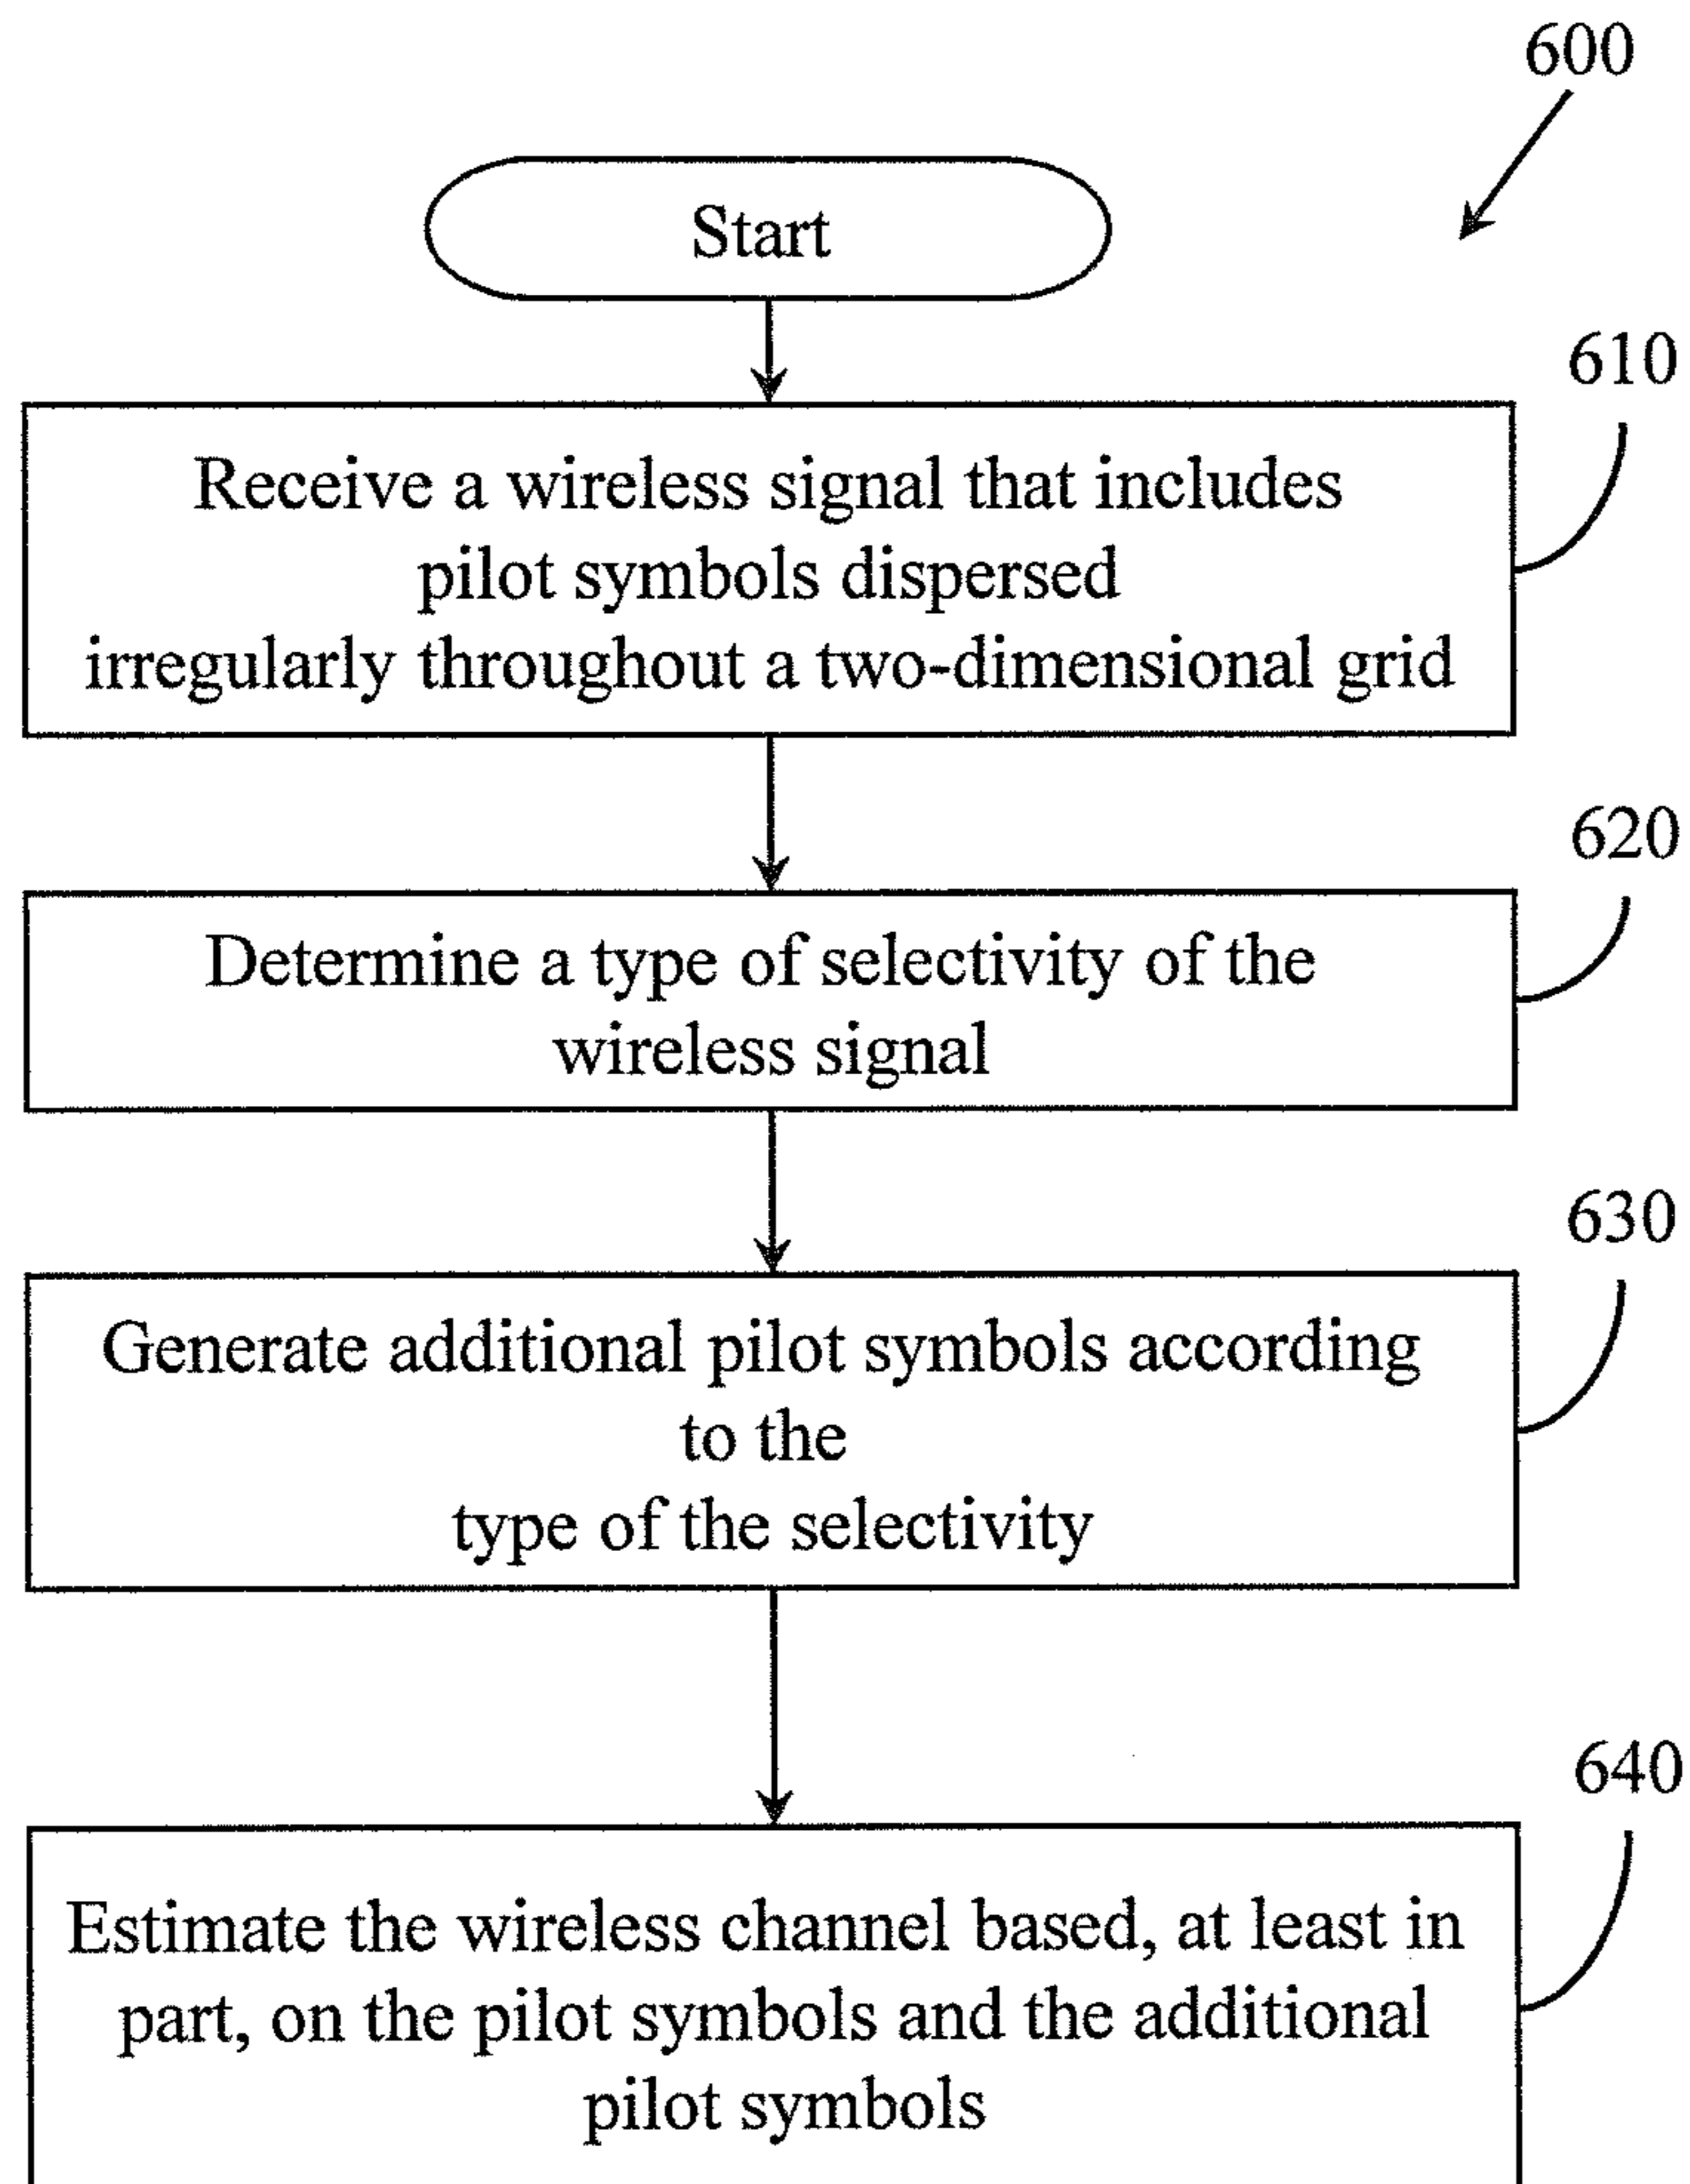 600
Start
610
Receive a wireless signal that includes
pilot symbols dispersed
irregularly throughout a two-dimensional grid
620
Determine a type of selectivity of the
wireless signal
630
Generate additional pilot symbols according
to the
type of the selectivity
640
Estimate the wireless channel based, at least in
part, on the pilot symbols and the additional
pilot symbols